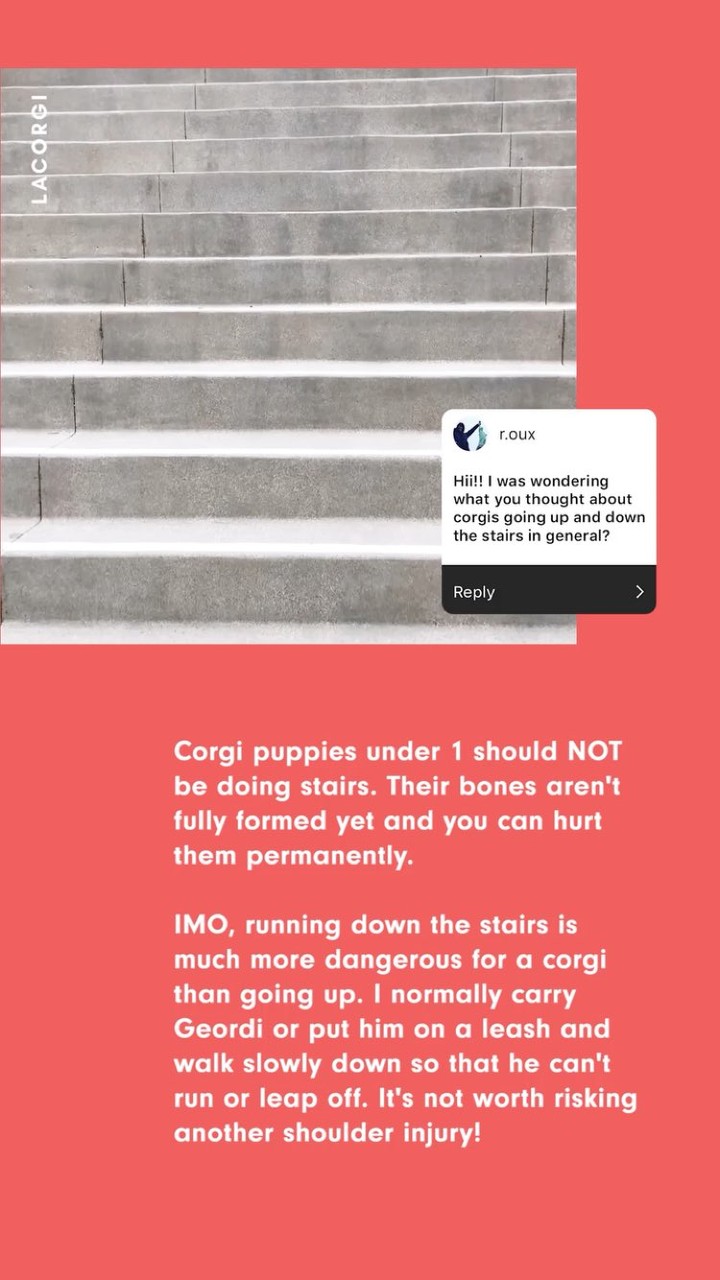 LACORGI
r.oux
Hii!! I was wondering
what you thought about
corgis going up and down
the stairs in general?
Reply
Corgi puppies under 1 should NOT
be doing stairs. Their bones aren't
fully formed yet and you can hurt
them permanently.
IMO, running down the stairs is
much more dangerous for a corgi
than going up. I normally carry
Geordi or put him on a leash and
walk slowly down so that he can't
run or leap off. It's not worth risking
another shoulder injury!